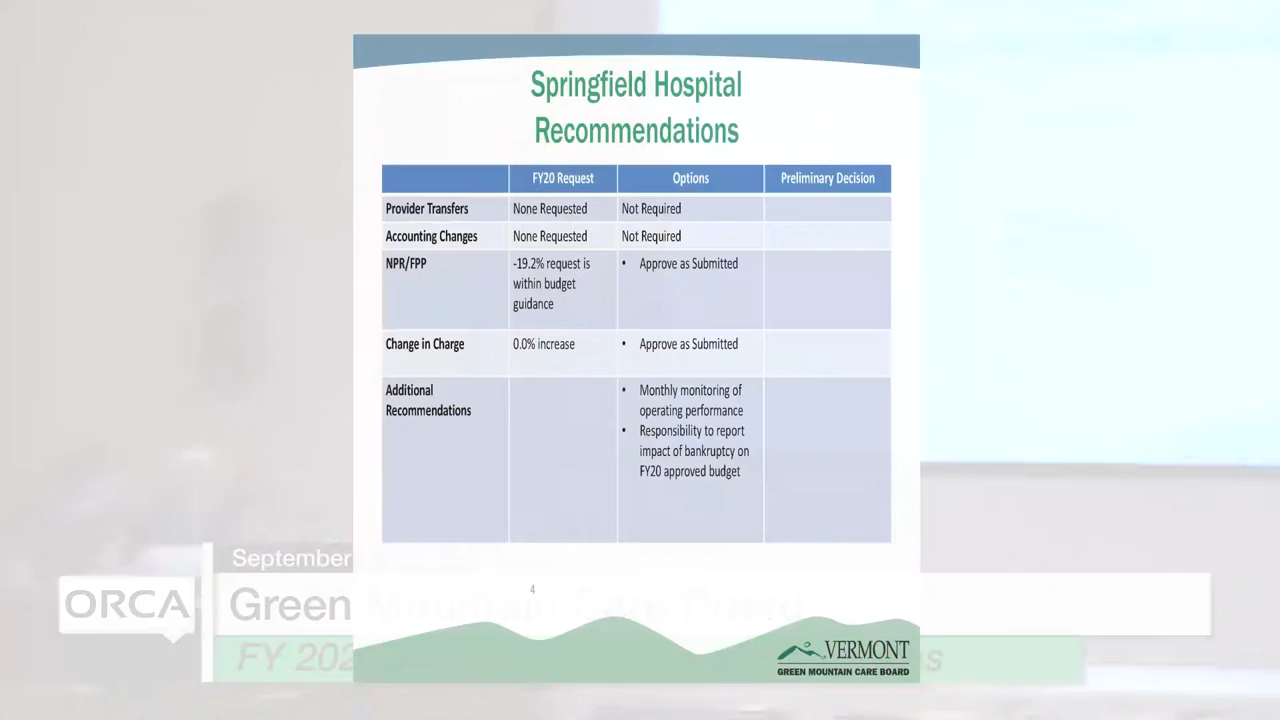 Springfield Hospital
Recommendations
FY20 Request Options Preliminary Decision
Provider Transfers None Requested Not Required
Accounting Changes None Requested Not Required
NPR/FPP -19.2% request is • Approve as Submitted
within budget
guidance
Change in Charge 0.0% increase • Approve as Submitted
Additional • Monthly monitoring of
Recommendations operating performance
• Responsibility to report
impact of bankruptcy on
FY20 approved budget
4
VERMONT
GREEN MOUNTAIN CARE BOARD
September
ORCA
Green Mountain Care Board
FY 202